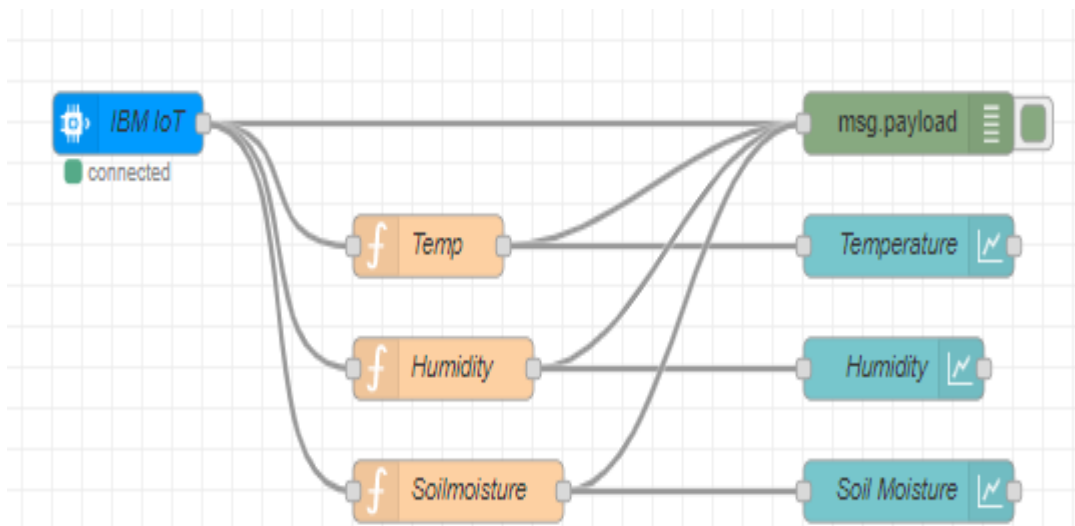 IBM IoT
msg.payload
connected
Temp
Temperature
Humidity
Humidity
Soilmoisture
Soil Moisture